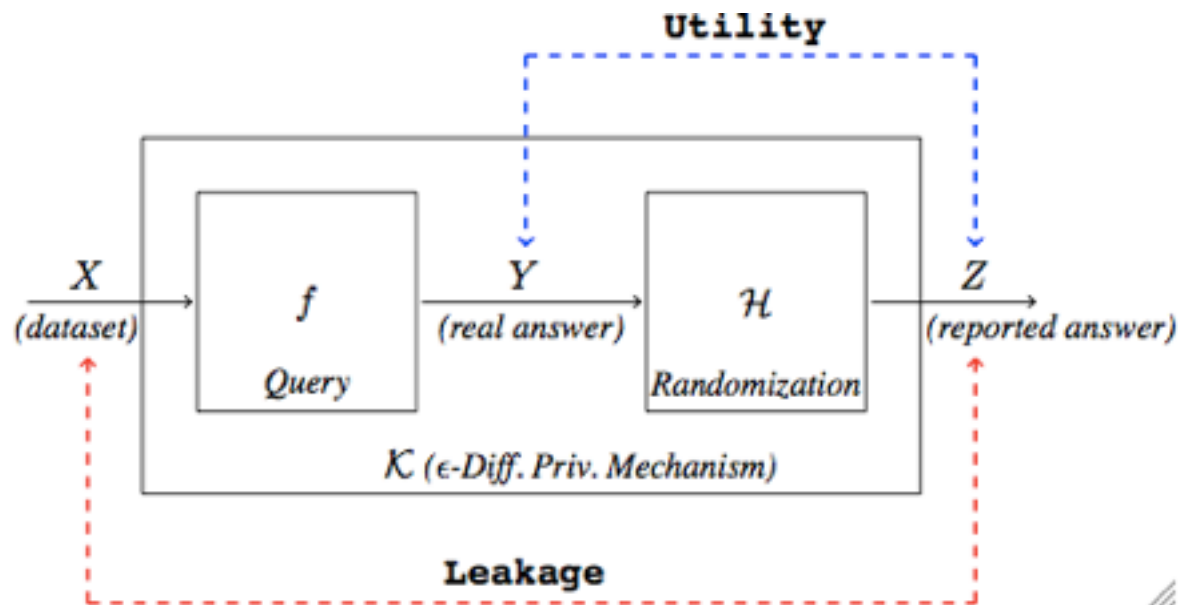 Utility
X
(dataset)
f
Query
Y
(real answer)
ℋ
Randomization
Z
(reported answer)
𝒦 (ϵ-Diff. Priv. Mechanism)
Leakage